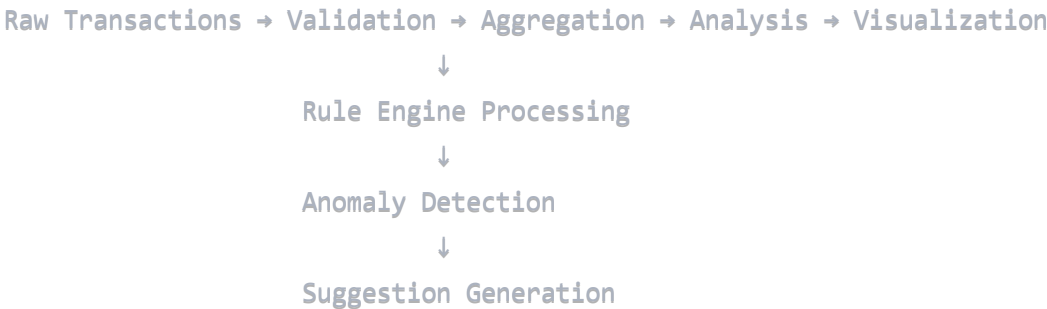 Raw Transactions → Validation → Aggregation → Analysis → Visualization
↓
Rule Engine Processing
↓
Anomaly Detection
↓
Suggestion Generation